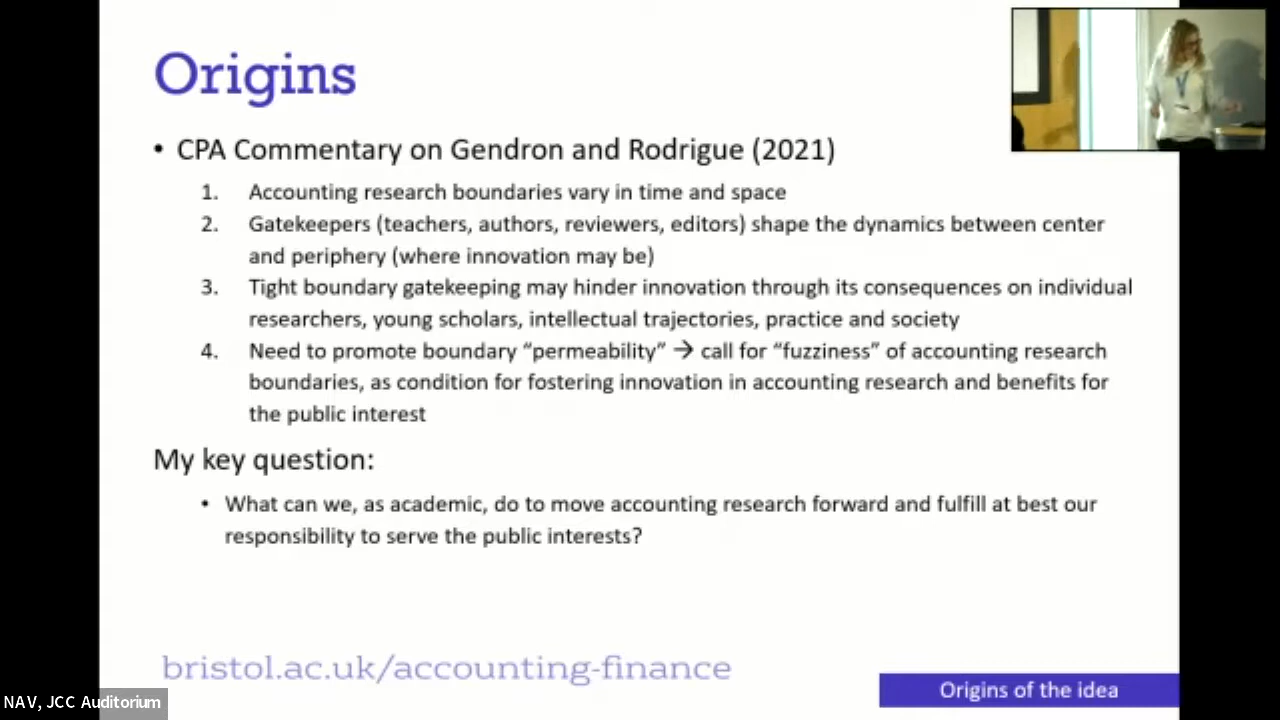 Origins
• CPA Commentary on Gendron and Rodrigue (2021)
1. Accounting research boundaries vary in time and space
2. Gatekeepers (teachers, authors, reviewers, editors) shape the dynamics between center
and periphery (where innovation may be)
3. Tight boundary gatekeeping may hinder innovation through its consequences on individual
researchers, young scholars, intellectual trajectories, practice and society
4. Need to promote boundary “permeability” → call for “fuzziness” of accounting research
boundaries, as condition for fostering innovation in accounting research and benefits for
the public interest
My key question:
• What can we, as academic, do to move accounting research forward and fulfill at best our
responsibility to serve the public interests?
bristol.ac.uk/accounting-finance
Origins of the idea
NAV, JCC Auditorium